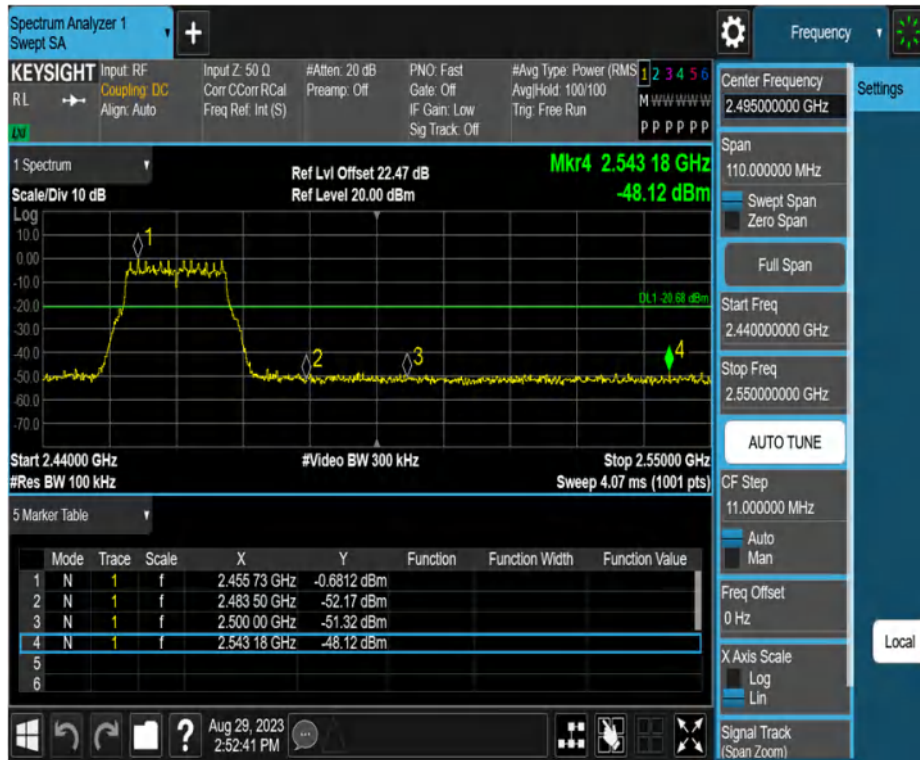 Spectrum Analyzer 1
Swept SA
+
Frequency
KEYSIGHT
RL
LXI
Input: RF
Coupling: DC
Align: Auto
Input Z: 50 Ω
Corr CCorr RCal
Freq Ref: Int (S)
#Atten: 20 dB
Preamp: Off
PNO: Fast
Gate: Off
IF Gain: Low
Sig Track: Off
#Avg Type: Power (RMS
Avg|Hold: 100/100
Trig: Free Run
1 2 3 4 5 6
M W W W W W
P P P P P P
Center Frequency
2.495000000 GHz
Settings
1 Spectrum
Scale/Div 10 dB
Ref Lvl Offset 22.47 dB
Ref Level 20.00 dBm
Mkr4 2.543 18 GHz
-48.12 dBm
Log
10.0
0.00
-10.0
-20.0
-30.0
-40.0
-50.0
-60.0
-70.0
1
2
3
4
DL1 -20.68 dBm
Start 2.44000 GHz
#Res BW 100 kHz
#Video BW 300 kHz
Stop 2.55000 GHz
Sweep 4.07 ms (1001 pts)
Span
110.000000 MHz
Swept Span
Zero Span
Full Span
Start Freq
2.440000000 GHz
Stop Freq
2.550000000 GHz
AUTO TUNE
CF Step
11.000000 MHz
Auto
Man
Freq Offset
0 Hz
X Axis Scale
Log
Lin
Signal Track
(Span Zoom)
Local
5 Marker Table
Mode Trace Scale X Y Function Function Width Function Value
1 N 1 f 2.455 73 GHz -0.6812 dBm
2 N 1 f 2.483 50 GHz -52.17 dBm
3 N 1 f 2.500 00 GHz -51.32 dBm
4 N 1 f 2.543 18 GHz -48.12 dBm
5
6
?
Aug 29, 2023
2:52:41 PM